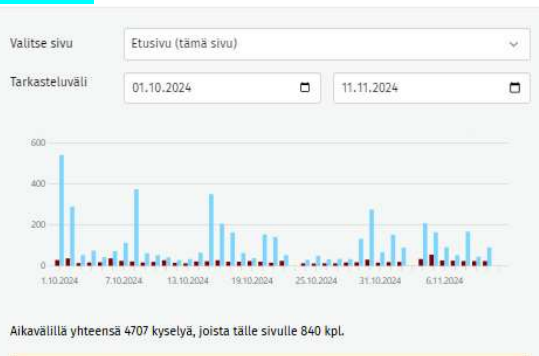 Valitse sivu
Etusivu (tämä sivu)
Tarkasteluväli
01.10.2024
11.11.2024
600
400
200
0
1.10.2024 7.10.2024 13.10.2024 19.10.2024 25.10.2024 31.10.2024 6.11.2024
Aikavälillä yhteensä 4707 kyselyä, joista tälle sivulle 840 kpl.